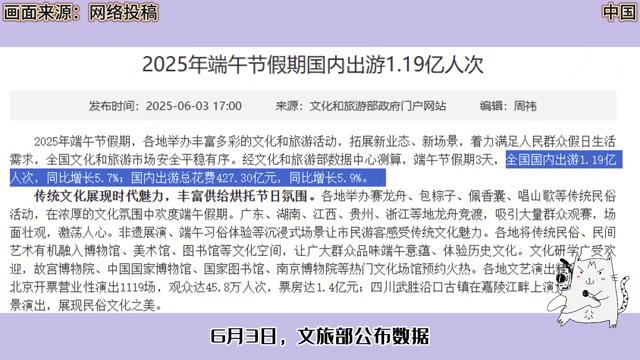 画面来源：网络投稿
中国
2025年端午节假期国内出游1.19亿人次
发布时间：2025-06-03 17:00 来源：文化和旅游部政府门户网站 编辑：周祎
2025年端午节假期，各地举办丰富多彩的文化和旅游活动，拓展新业态、新场景，着力满足人民群众假日生活
需求，全国文化和旅游市场安全平稳有序。经文化和旅游部数据中心测算，端午节假期3天，全国国内出游1.19亿
人次，同比增长5.7%；国内出游总花费427.30亿元，同比增长5.9%。
传统文化展现时代魅力，丰富供给烘托节日氛围。各地举办赛龙舟、包粽子、佩香囊、唱山歌等传统民俗
活动，在浓厚的文化氛围中欢度端午假期。广东、湖南、江西、贵州、浙江等地龙舟竞渡，吸引大量群众观赛，场
面壮观，激荡人心。非遗展演、端午习俗体验等沉浸式场景让市民游客感受传统文化魅力。各地将传统民俗、民间
艺术有机融入博物馆、美术馆、图书馆等文化空间，让广大群众品味端午意蕴、体验历史文化。文化研学广受欢
迎，故宫博物院、中国国家博物馆、国家图书馆、南京博物院等热门文化场馆预约火热。各地文艺演出精
北京开票营业性演出1119场，观众达45.8万人次，票房达1.4亿元；四川武胜沿口古镇在嘉陵江畔上演
景演出，展现民俗文化之美。
6月3日，文旅部公布数据